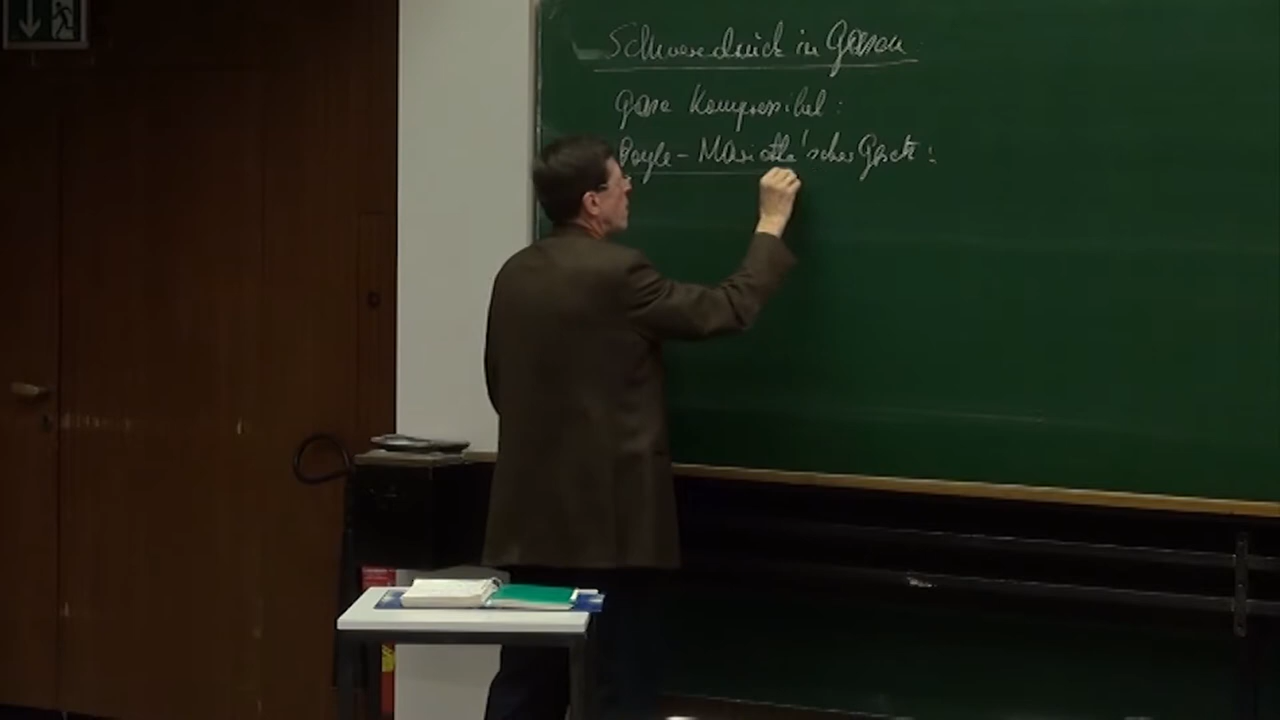 Schweredruck in Gasen
Gase kompressibel:
Boyle-Mariotte'sches Gesetz: